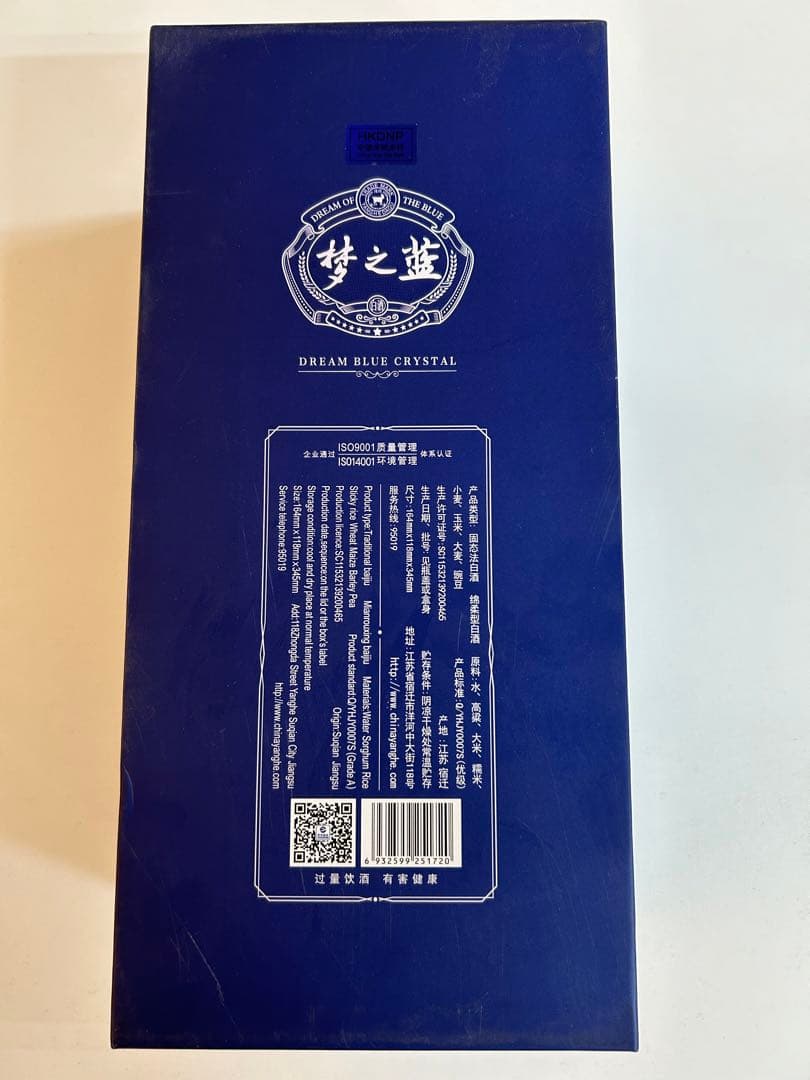 HKDNP
DREAM OF THE BLUE
TRADE MARK
梦之蓝
白酒
DREAM BLUE CRYSTAL
企业通过 ISO9001质量管理 体系认证
ISO14001环境管理
产品类型: 固态法白酒 绵柔型白酒 原料:水、高粱、大米、糯米、
小麦、玉米、大麦、豌豆 产品标准:Q/YHJY0007S(优级)
生产许可证号:SC11532139200465 产地:江苏 宿迁
生产日期、批号:见瓶盖或盒身 贮存条件:阴凉干燥处常温贮存
尺寸:164mmx118mmx345mm 地址:江苏省宿迁市洋河中大街118号
服务热线:95019 http://www.chinayanghe.com
Product type:Traditional baijiu Mianrouxing baijiu Materials:Water Sorghum Rice
Sticky rice Wheat Maize Barley Pea Product standard:Q/YHJY0007S (Grade A)
Production licence:SC11532139200465 Origin:Suqian Jiangsu
Production date,sequence:on the lid or the box's label
Storage condition:cool and dry place at normal temperature
Size:164mm x 118mm x 345mm Add:118Zhongda Street Yanghe Suqian City Jiangsu
Service telephone:95019 http://www.chinayanghe.com
6 932599 251720
过量饮酒 有害健康